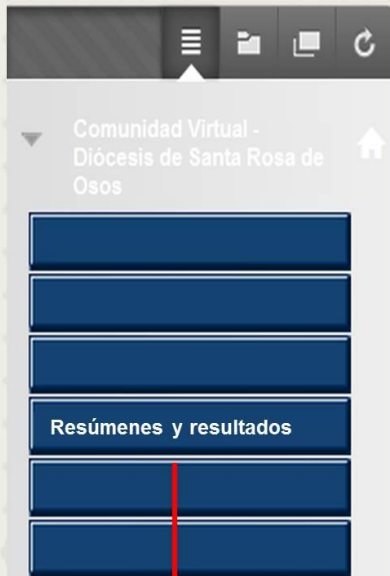 Comunidad Virtual -
Diócesis de Santa Rosa de
Osos
Resúmenes y resultados